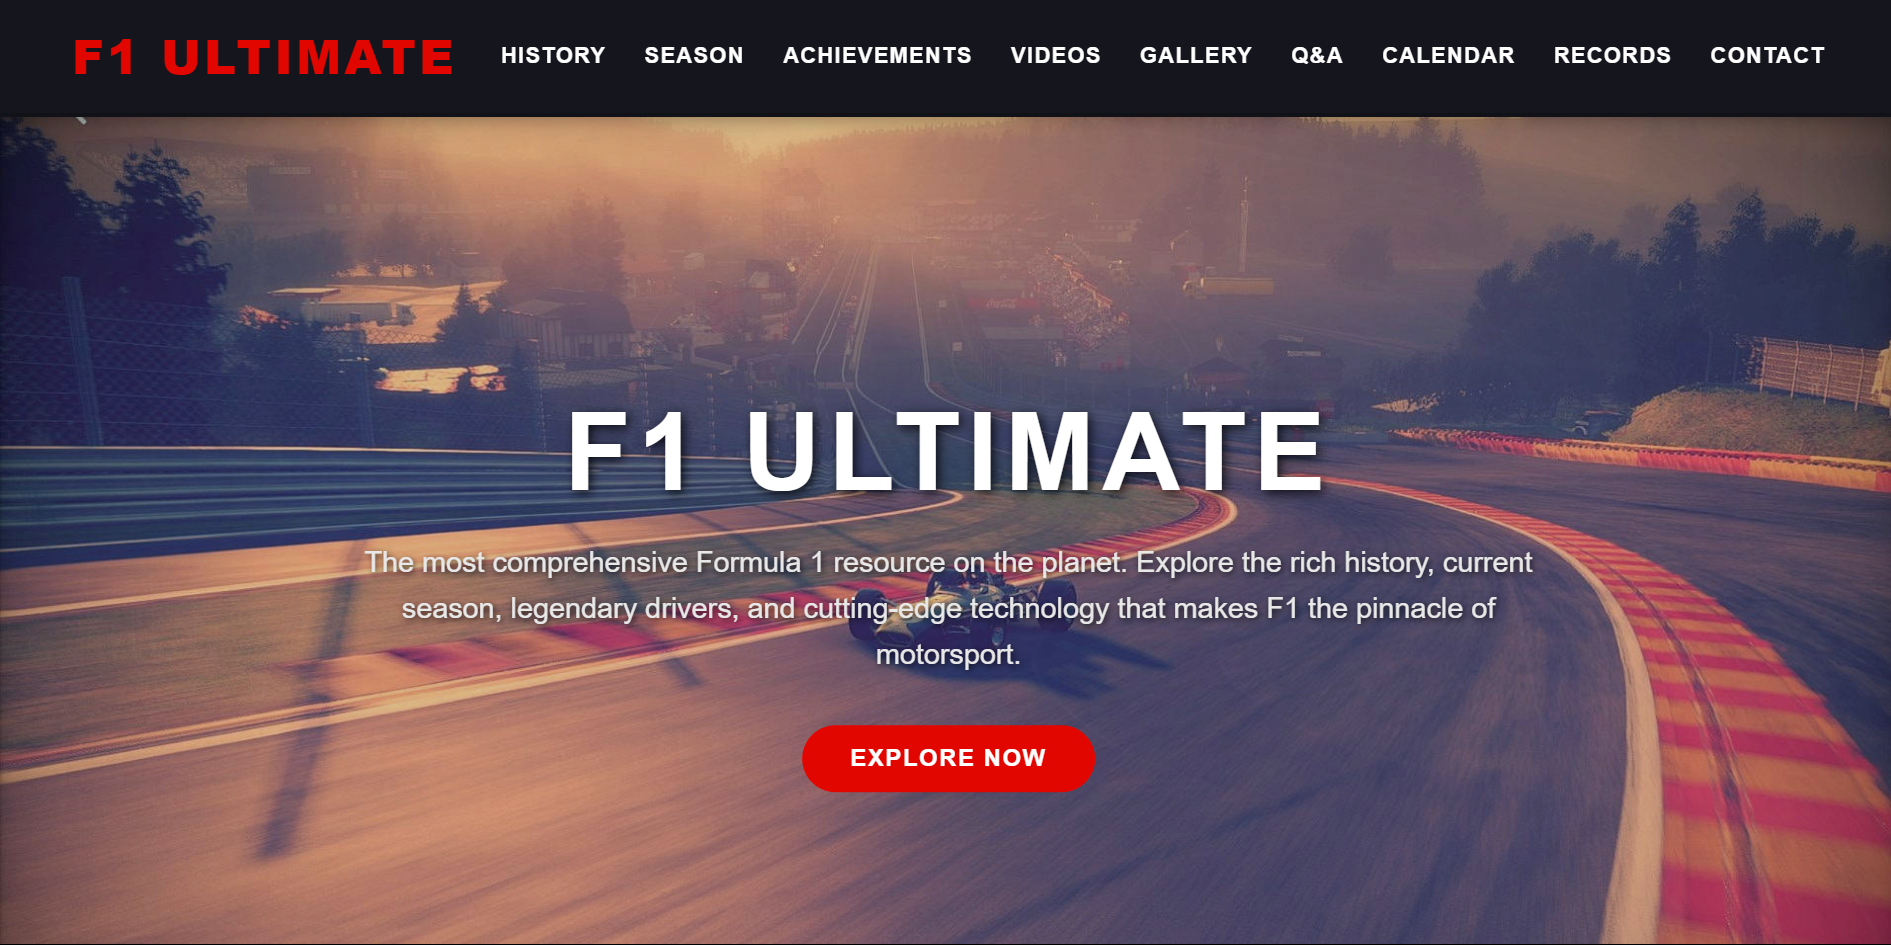 F1 ULTIMATE HISTORY SEASON ACHIEVEMENTS VIDEOS GALLERY Q&A CALENDAR RECORDS CONTACT
F1 ULTIMATE
The most comprehensive Formula 1 resource on the planet. Explore the rich history, current
season, legendary drivers, and cutting-edge technology that makes F1 the pinnacle of
motorsport.
EXPLORE NOW